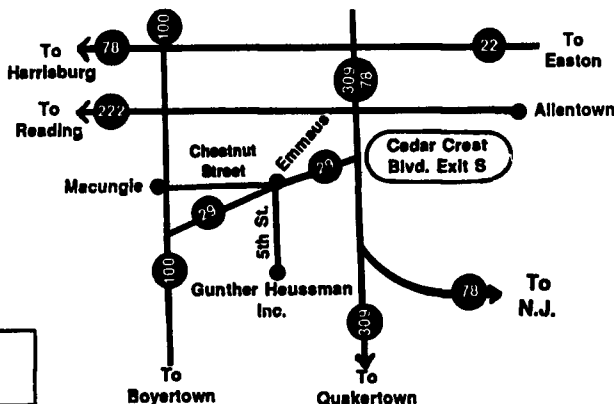 100
To
Harrisburg
78
22
To
Easton
309
78
To
Reading
222
Allentown
Emmaus
Chestnut
Street
29
Cedar Crest
Blvd. Exit S
Macungie
29
5th St.
100
Gunther Heussman
Inc.
78
To
N.J.
309
To
Boyertown
To
Quakertown